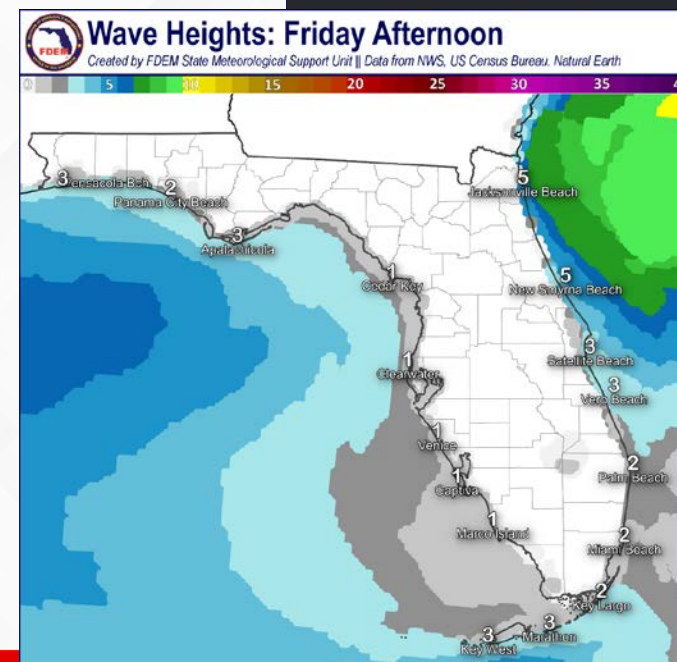 FDEM
Wave Heights: Friday Afternoon
Created by FDEM State Meteorological Support Unit || Data from NWS, US Census Bureau, Natural Earth
0 5 10 15 20 25 30 35 4
3
Pensacola Bch
2
Panama City Beach
3
Apalachicola
1
Cedar Key
1
Clearwater
1
Venice
1
Captiva
1
Marco Island
5
Jacksonville Beach
5
New Smyrna Beach
3
Satellite Beach
3
Vero Beach
2
Palm Beach
2
Miami Beach
2
Key Largo
3
3
Marathon
3
Key West